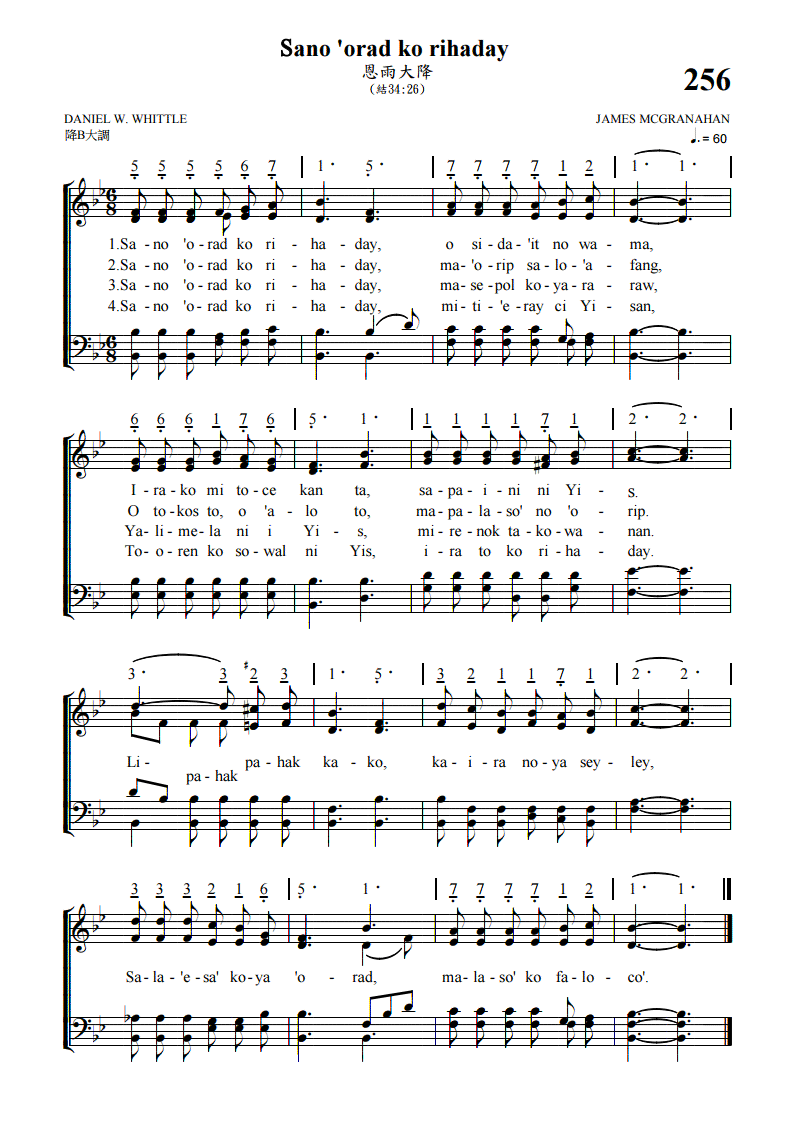 Sano 'orad ko rihaday
恩雨大降
(結34:26)
256
DANIEL W. WHITTLE
JAMES MCGRANAHAN
降B大調
♩. = 60
5 5 5 5 6 7 | 1· 5· | 7 7 7 7 1 2 | 1· 1· |
1.Sa - no 'o - rad ko ri - ha - day, o si - da - 'it no wa - ma,
2.Sa - no 'o - rad ko ri - ha - day, ma - 'o - rip sa - lo - 'a - fang,
3.Sa - no 'o - rad ko ri - ha - day, ma - se - pol ko - ya - ra - raw,
4.Sa - no 'o - rad ko ri - ha - day, mi - ti - 'e - ray ci Yi - san,
6 6 6 1 7 6 | 5· 1· | 1 1 1 1 7 1 | 2· 2· |
I - ra - ko mi to - ce kan ta, sa - pa - i - ni ni Yi - s.
O to - kos to, o 'a - lo to, ma - pa - la - so' no 'o - rip.
Ya - li - me - la ni i Yi - s, mi - re - nok ta - ko - wa - nan.
To - o - ren ko so - wal ni Yis, i - ra to ko ri - ha - day.
3· 3 #2 3 | 1· 5· | 3 2 1 1 7 1 | 2· 2· |
Li - pa - hak ka - ko, ka - i - ra no - ya sey - ley,
pa - hak
3 3 3 2 1 6 | 5· 1· | 7 7 7 7 1 2 | 1· 1· ‖
Sa - la - 'e - sa' ko - ya 'o - rad, ma - la - so' ko fa - lo - co'.